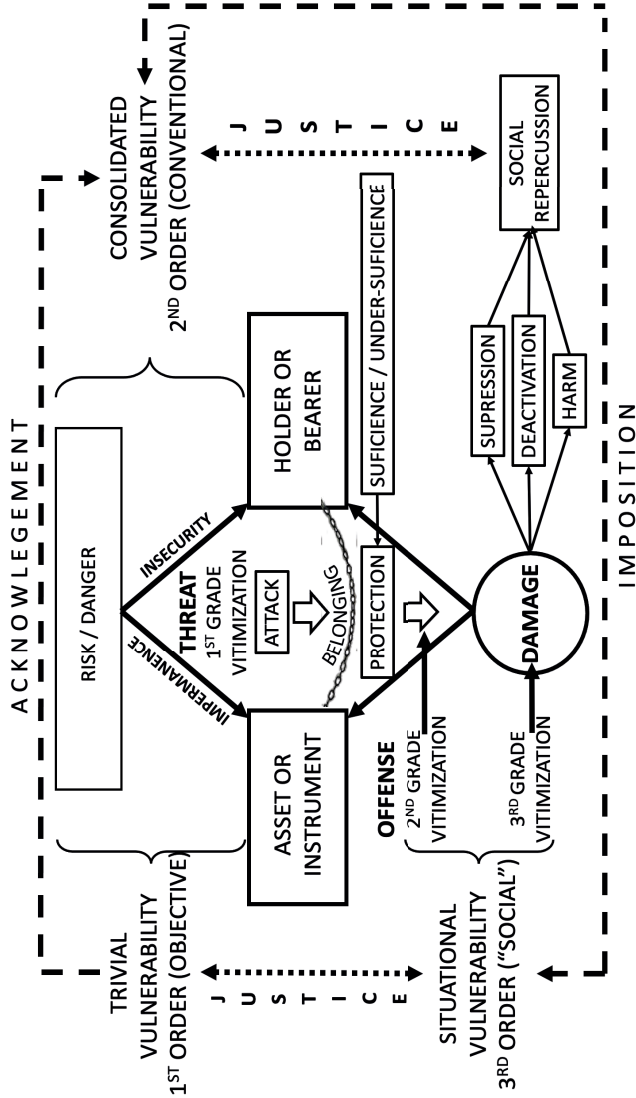 ACKNOWLEGEMENT
TRIVIAL
VULNERABILITY
1ST ORDER (OBJECTIVE)
RISK / DANGER
CONSOLIDATED
VULNERABILITY
2ND ORDER (CONVENTIONAL)
IMPERMANENCE
INSECURITY
THREAT
1ST GRADE
VITIMIZATION
ATTACK
BELONGING
ASSET OR
INSTRUMENT
HOLDER OR
BEARER
JUSTICE
JUSTICE
PROTECTION
SUFICIENCE / UNDER-SUFICIENCE
OFFENSE
2ND GRADE
VITIMIZATION
3RD GRADE
VITIMIZATION
SITUATIONAL
VULNERABILITY
3RD ORDER (“SOCIAL”)
DAMAGE
SUPRESSION
DEACTIVATION
HARM
SOCIAL
REPERCUSSION
IMPOSITION